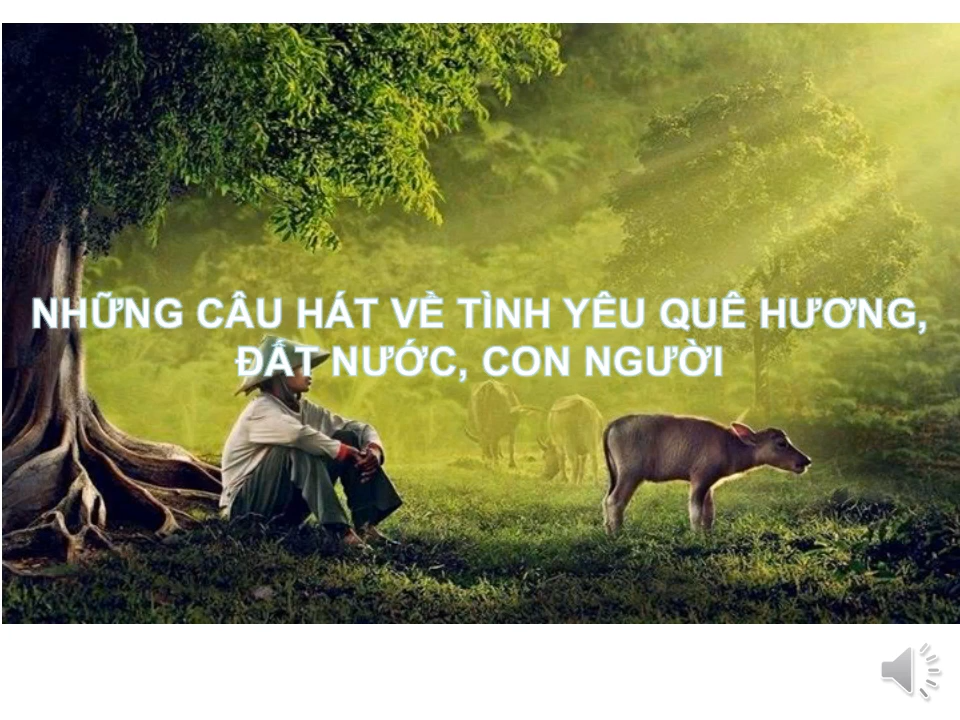 NHỮNG CÂU HÁT VỀ TÌNH YÊU QUÊ HƯƠNG,
ĐẤT NƯỚC, CON NGƯỜI